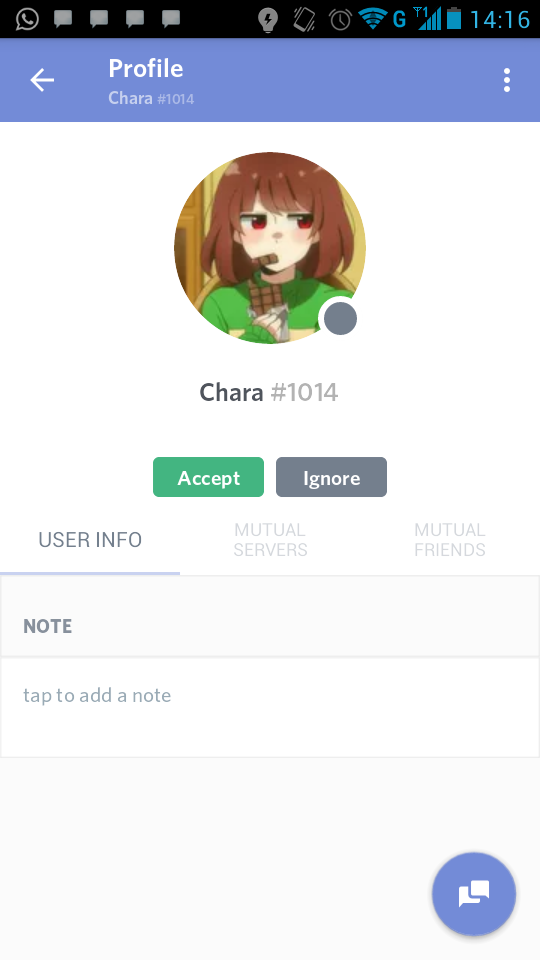 G 1 14:16
Profile
Chara #1014
Chara #1014
Accept Ignore
USER INFO MUTUAL SERVERS MUTUAL FRIENDS
NOTE
tap to add a note